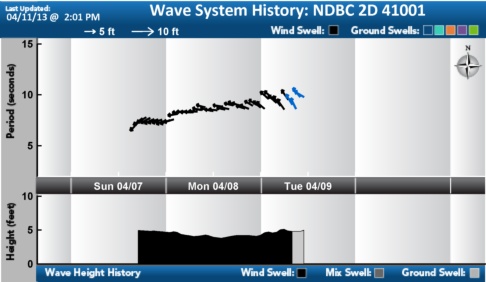 Last Updated:
04/11/13 @ 2:01 PM
Wave System History: NDBC 2D 41001
→ 5 ft → 10 ft
Wind Swell: Ground Swells:
N
15
10
5
Period (seconds)
Sun 04/07 Mon 04/08 Tue 04/09
10
5
0
Height (feet)
Wave Height History Wind Swell: Mix Swell: Ground Swell: